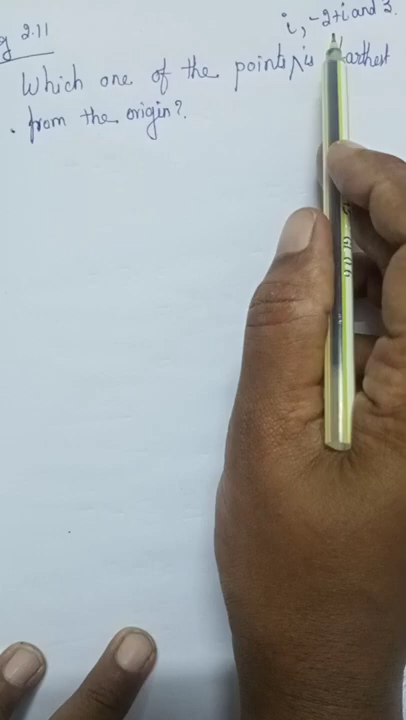 g 2.11
i, -2+i and 3.
Which one of the points is farthest
from the origin?